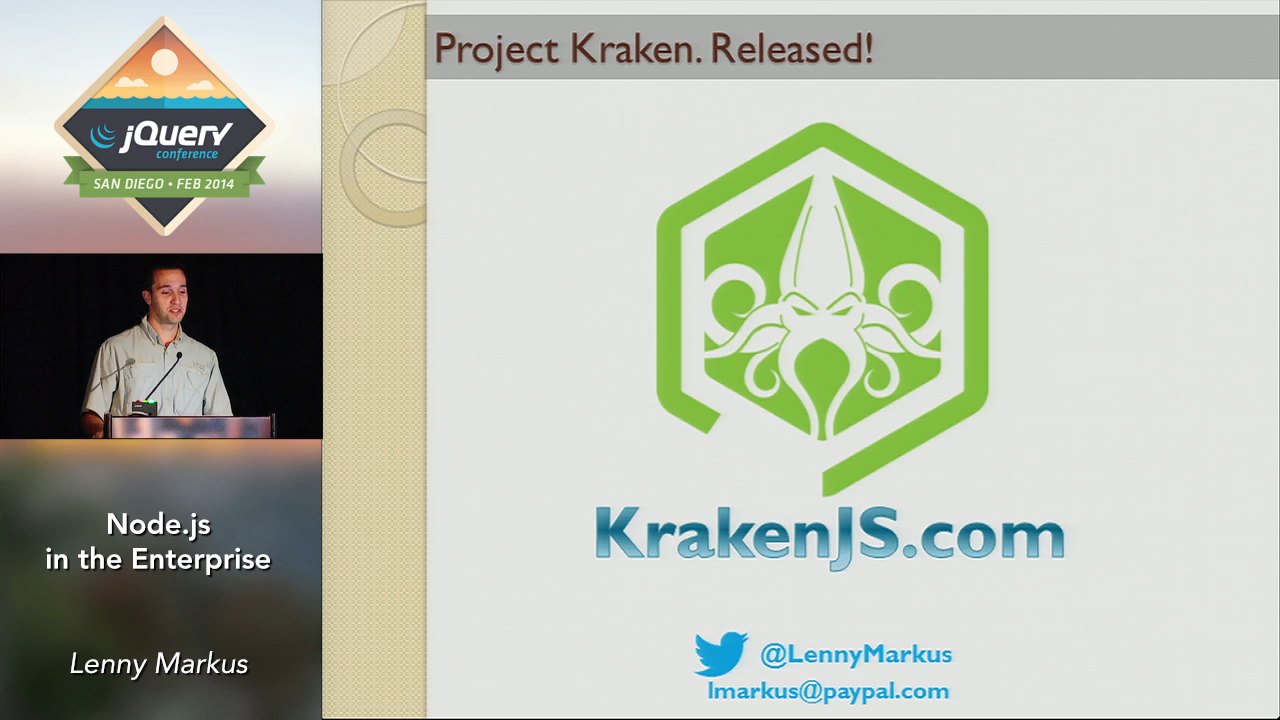 jQuery
conference
SAN DIEGO • FEB 2014
Node.js
in the Enterprise
Lenny Markus
Project Kraken. Released!
KrakenJS.com
@LennyMarkus
lmarkus@paypal.com